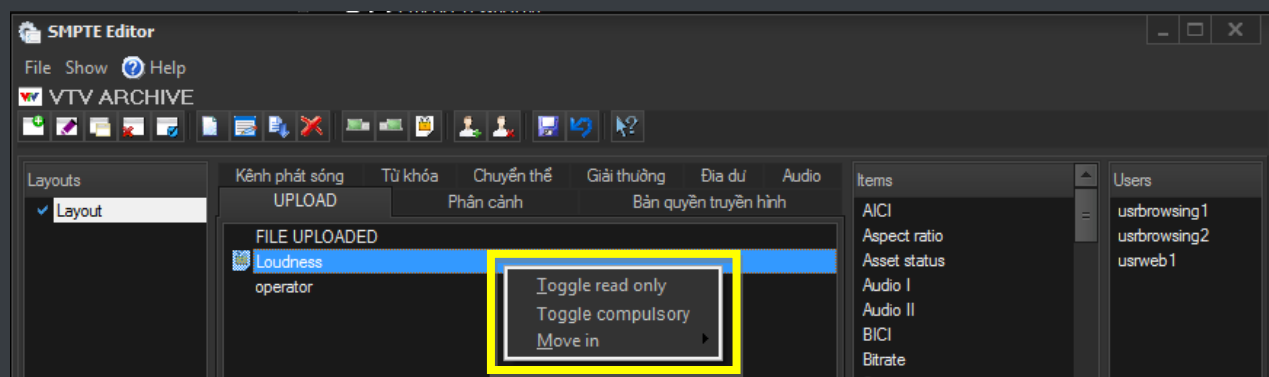 SMPTE Editor
File Show Help
VTV VTV ARCHIVE
Layouts
Layout
Kênh phát sóng Từ khóa Chuyển thể Giải thưởng Địa dư Audio
UPLOAD Phân cảnh Bản quyền truyền hình
FILE UPLOADED
Loudness
operator
Toggle read only
Toggle compulsory
Move in
Items
AICI
Aspect ratio
Asset status
Audio I
Audio II
BICI
Bitrate
Users
usrbrowsing1
usrbrowsing2
usrweb1